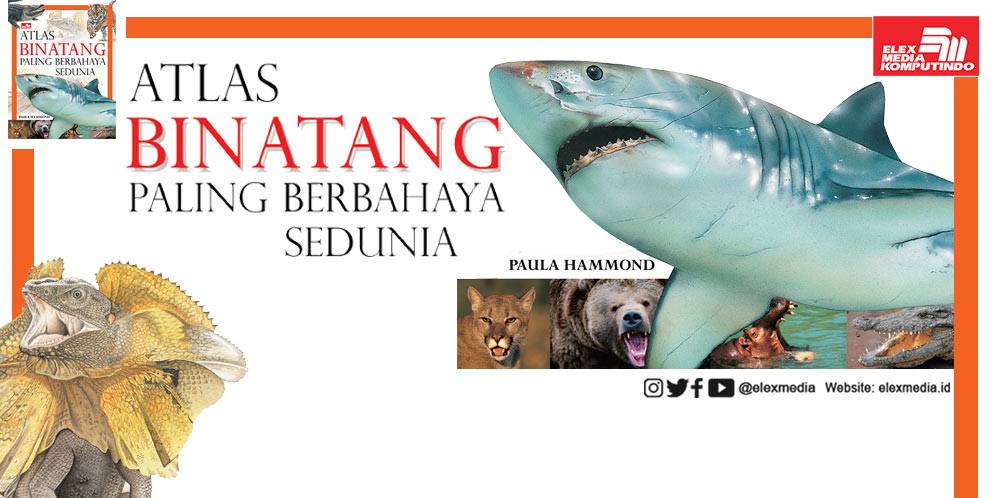 ATLAS
BINATANG
PALING BERBAHAYA
SEDUNIA
PAULA HAMMOND
ATLAS
BINATANG
PALING BERBAHAYA
SEDUNIA
PAULA HAMMOND
ELEX
MEDIA
KOMPUTINDO
@elexmedia Website: elexmedia.id